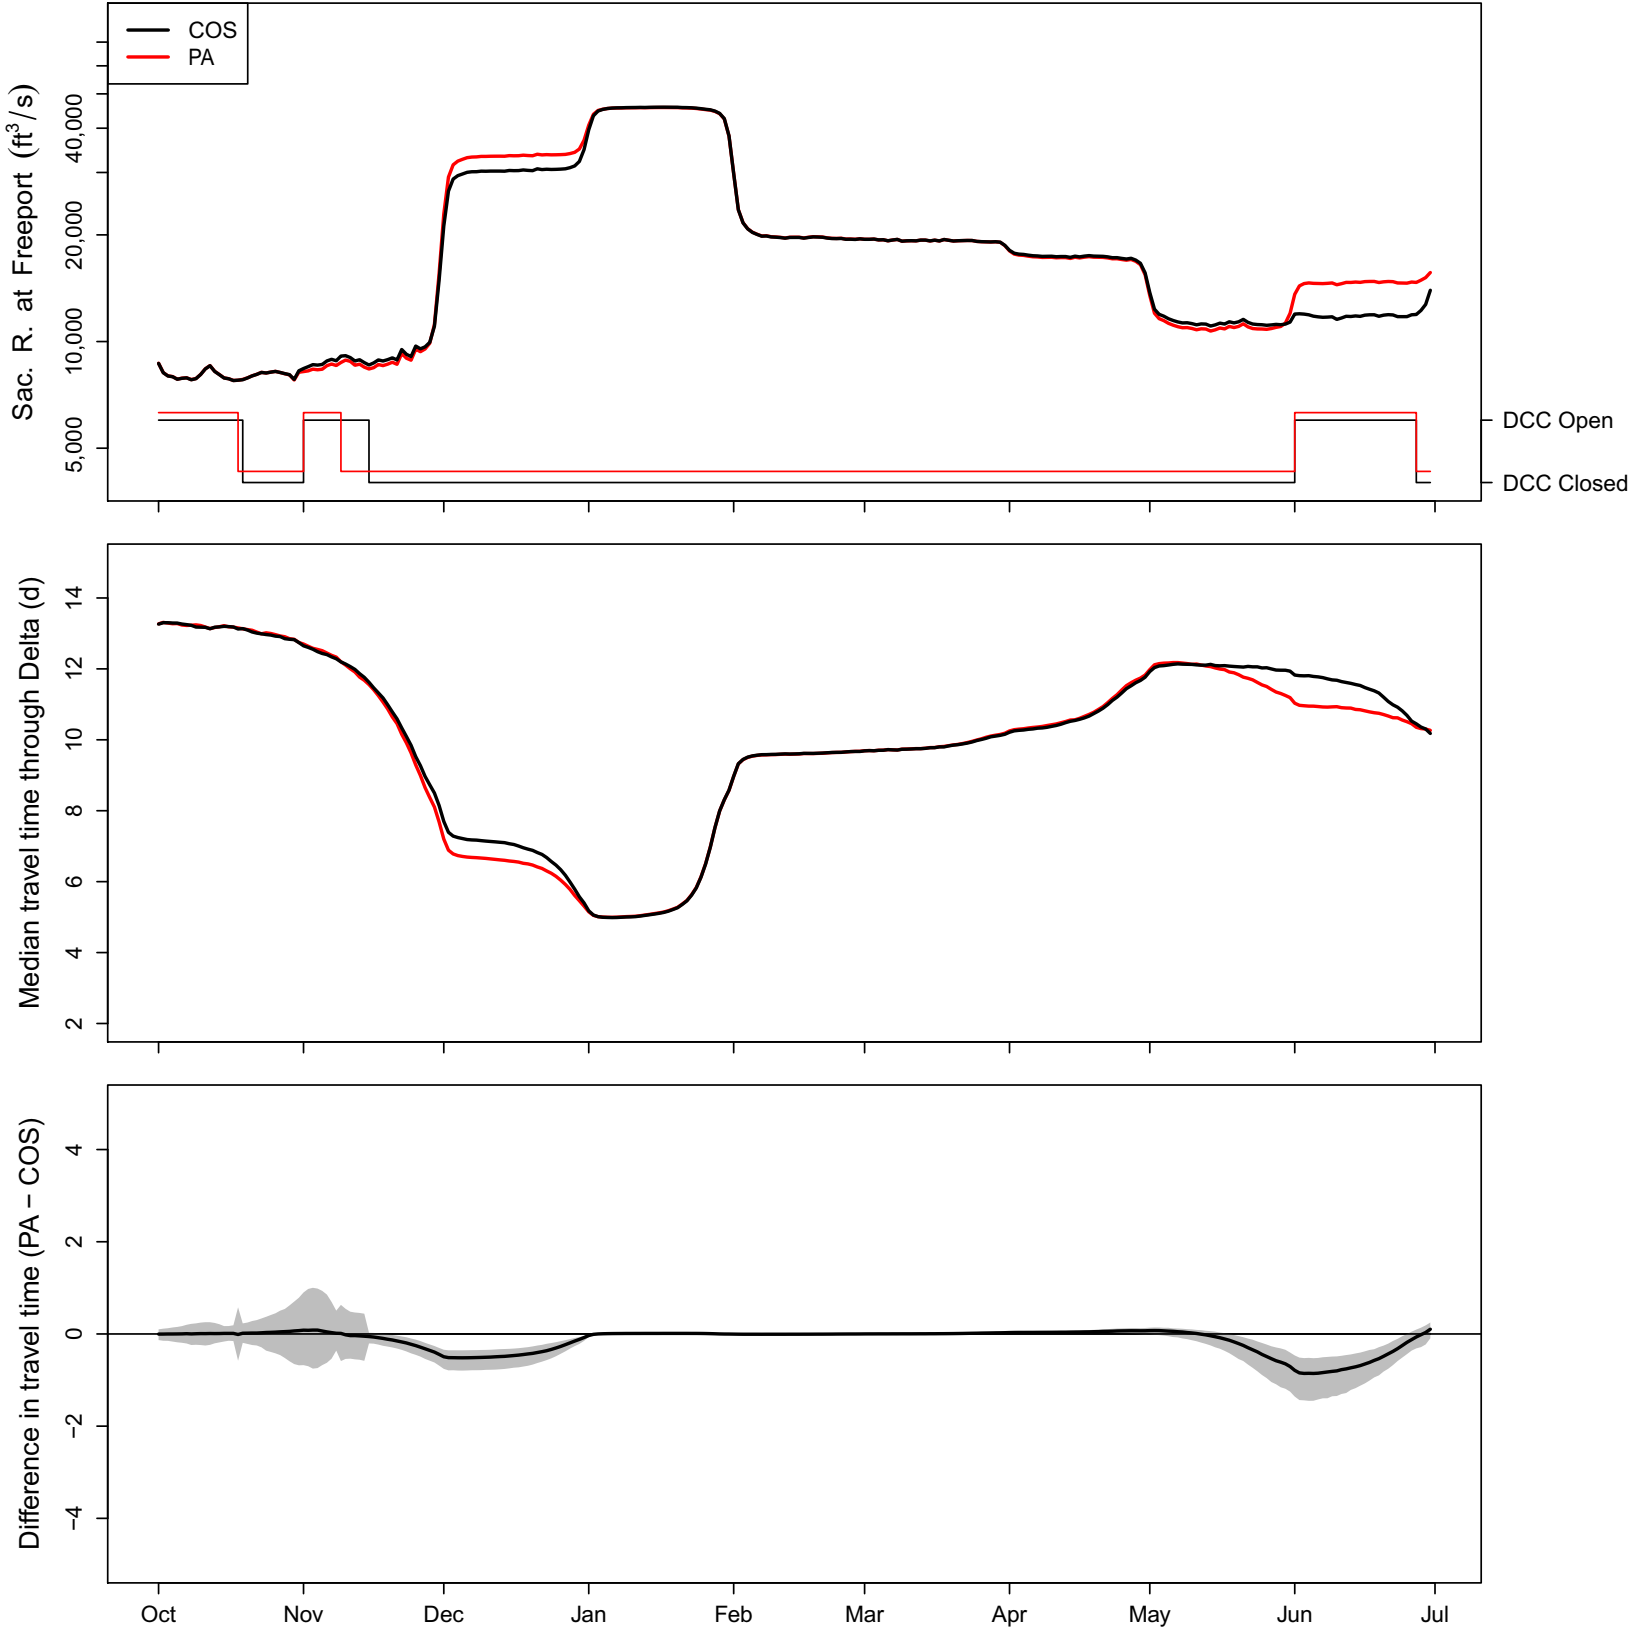 COS
PA
Sac. R. at Freeport (ft³/s)
40,000
20,000
10,000
5,000
DCC Open
DCC Closed
Median travel time through Delta (d)
14
12
10
8
6
4
2
Difference in travel time (PA − COS)
4
2
0
−2
−4
Oct Nov Dec Jan Feb Mar Apr May Jun Jul